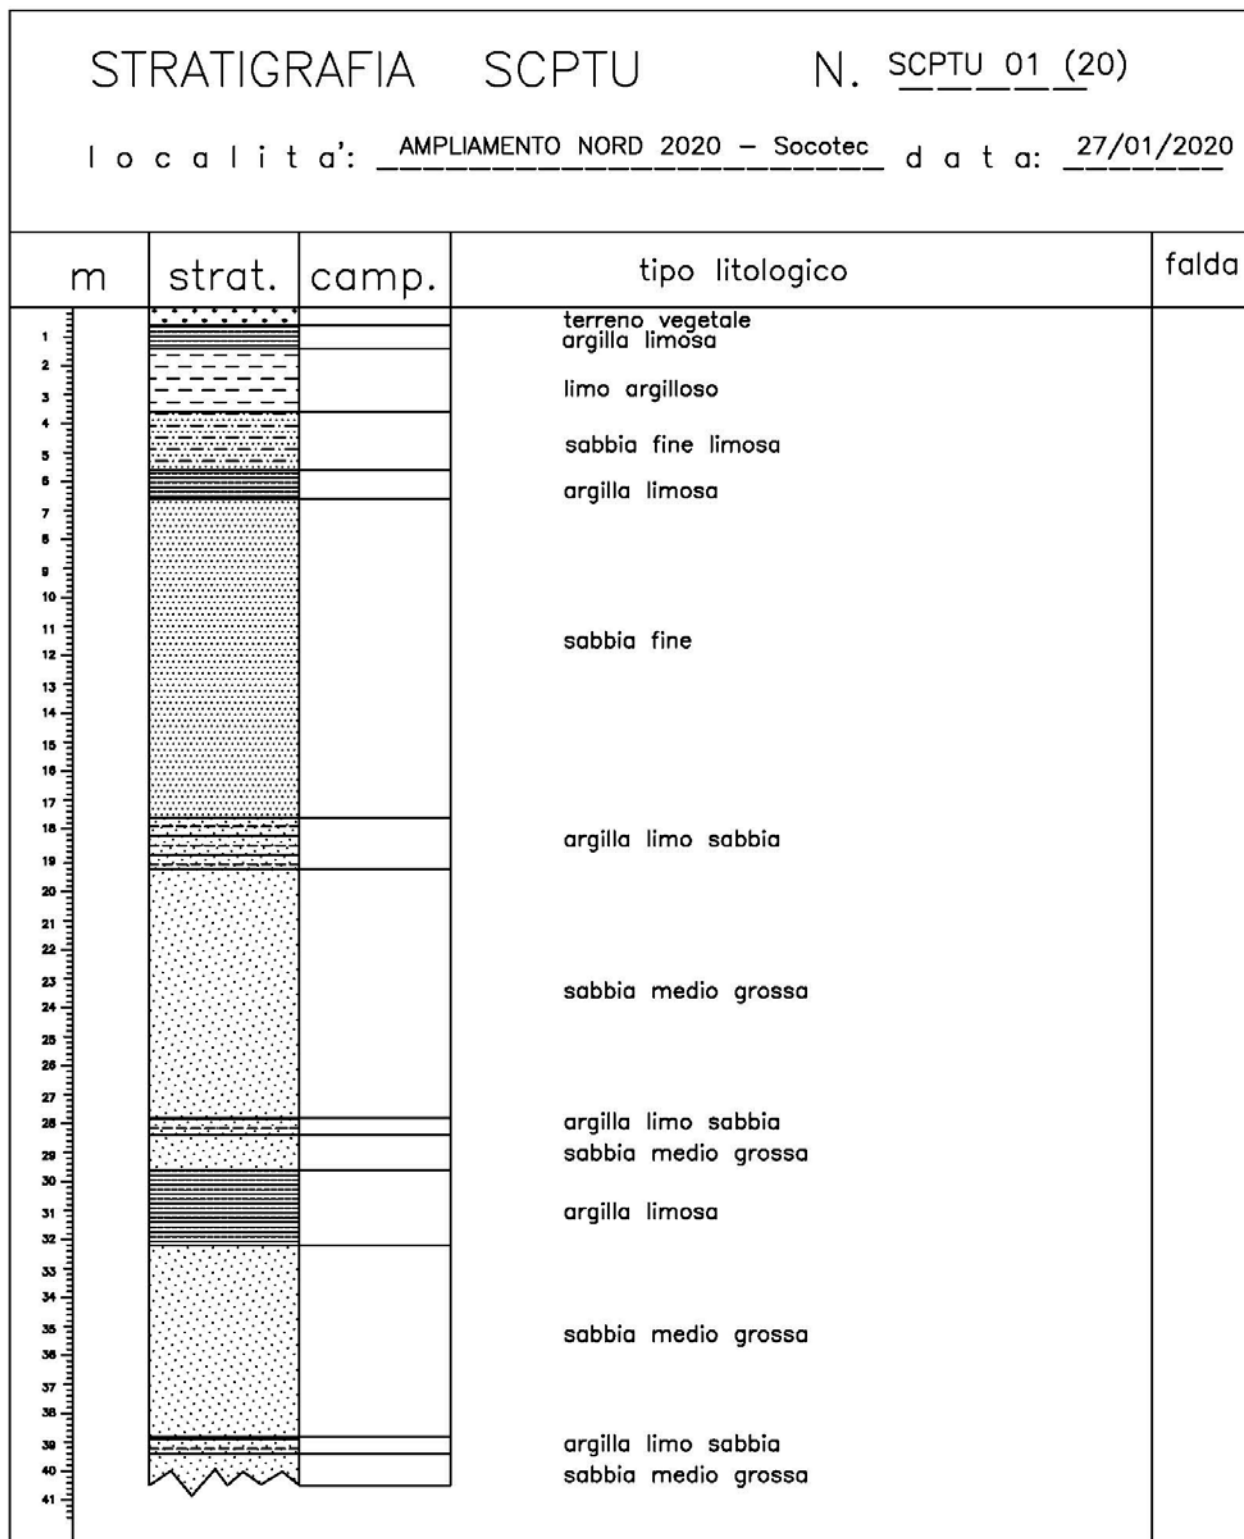 STRATIGRAFIA SCPTU N. SCPTU 01 (20)
localita': AMPLIAMENTO NORD 2020 – Socotec data: 27/01/2020
m strat. camp. tipo litologico falda
terreno vegetale
1 argilla limosa
2
limo argilloso
3
4
sabbia fine limosa
5
6
argilla limosa
7
8
9
10
11
sabbia fine
12
13
14
15
16
17
18
argilla limo sabbia
19
20
21
22
23
sabbia medio grossa
24
25
26
27
28 argilla limo sabbia
29 sabbia medio grossa
30
31 argilla limosa
32
33
34
35 sabbia medio grossa
36
37
38
39 argilla limo sabbia
40 sabbia medio grossa
41